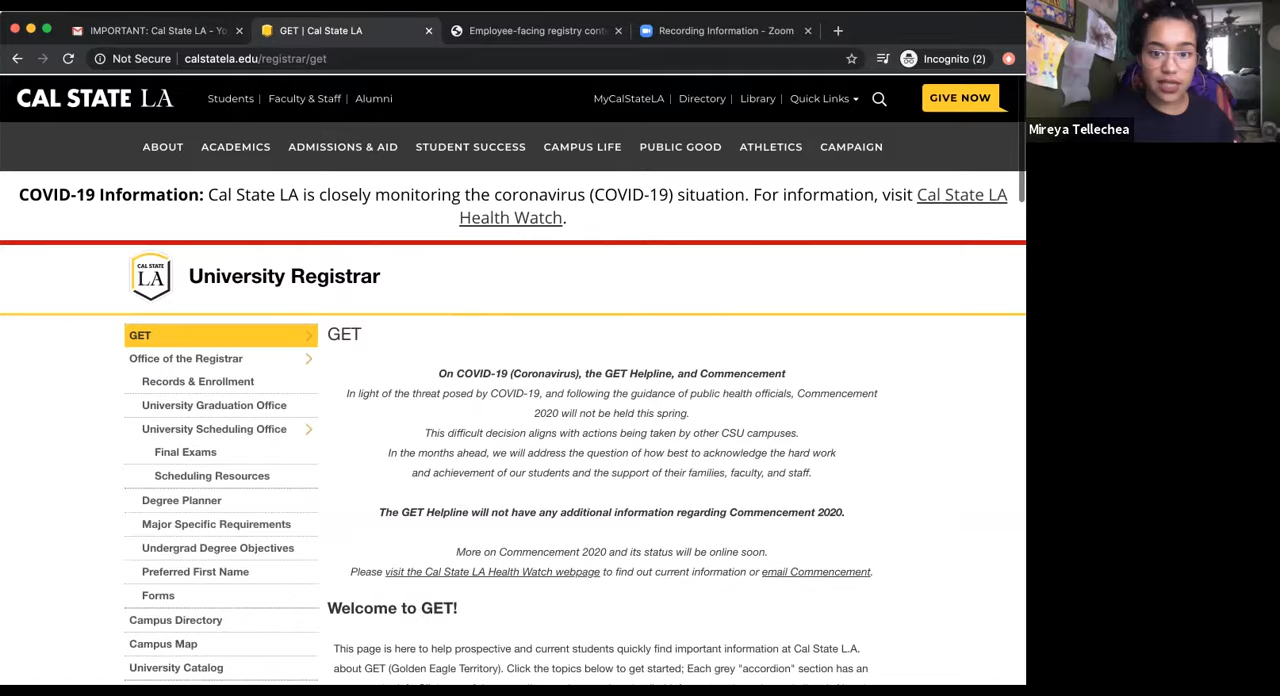 IMPORTANT: Cal State LA - Yo
GET | Cal State LA
Employee-facing registry cont
Recording Information - Zoom
Not Secure | calstatela.edu/registrar/get
Incognito (2)
CAL STATE LA
Students | Faculty & Staff | Alumni
MyCalStateLA | Directory | Library | Quick Links
GIVE NOW
ABOUT ACADEMICS ADMISSIONS & AID STUDENT SUCCESS CAMPUS LIFE PUBLIC GOOD ATHLETICS CAMPAIGN
Mireya Tellechea
COVID-19 Information: Cal State LA is closely monitoring the coronavirus (COVID-19) situation. For information, visit Cal State LA
Health Watch.
CAL STATE
LA
University Registrar
GET
Office of the Registrar
Records & Enrollment
University Graduation Office
University Scheduling Office
Final Exams
Scheduling Resources
Degree Planner
Major Specific Requirements
Undergrad Degree Objectives
Preferred First Name
Forms
Campus Directory
Campus Map
University Catalog
GET
On COVID-19 (Coronavirus), the GET Helpline, and Commencement
In light of the threat posed by COVID-19, and following the guidance of public health officials, Commencement
2020 will not be held this spring.
This difficult decision aligns with actions being taken by other CSU campuses.
In the months ahead, we will address the question of how best to acknowledge the hard work
and achievement of our students and the support of their families, faculty, and staff.
The GET Helpline will not have any additional information regarding Commencement 2020.
More on Commencement 2020 and its status will be online soon.
Please visit the Cal State LA Health Watch webpage to find out current information or email Commencement.
Welcome to GET!
This page is here to help prospective and current students quickly find important information at Cal State L.A.
about GET (Golden Eagle Territory). Click the topics below to get started; Each grey "accordion" section has an